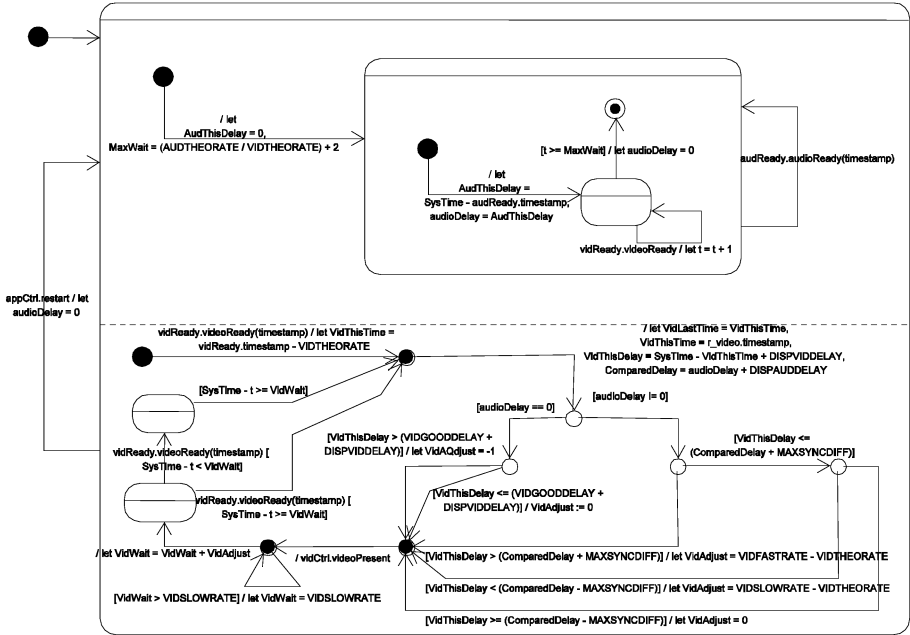 / let
AudThisDelay = 0,
MaxWait = (AUDTHEORATE / VIDTHEORATE) + 2
[t >= MaxWait] / let audioDelay = 0
/ let
AudThisDelay =
SysTime - audReady.timestamp,
audioDelay = AudThisDelay
audReady.audioReady(timestamp)
vidReady.videoReady / let t = t + 1
appCtrl.restart / let
audioDelay = 0
vidReady.videoReady(timestamp) / let VidThisTime =
vidReady.timestamp - VIDTHEORATE
/ let VidLastTime = VidThisTime,
VidThisTime = r_video.timestamp,
VidThisDelay = SysTime - VidThisTime + DISPVIDDELAY,
ComparedDelay = audioDelay + DISPAUDDELAY
[SysTime - t >= VidWait]
[audioDelay == 0]
[audioDelay != 0]
[VidThisDelay > (VIDGOODDELAY +
DISPVIDDELAY)] / let VidAQdjust = -1
[VidThisDelay <=
(ComparedDelay + MAXSYNCDIFF)]
vidReady.videoReady(timestamp) [
SysTime - t < VidWait]
vidReady.videoReady(timestamp) [
SysTime - t >= VidWait]
[VidThisDelay <= (VIDGOODDELAY +
DISPVIDDELAY)] / VidAdjust := 0
/ let VidWait = VidWait + VidAdjust
/ vidCtrl.videoPresent
[VidThisDelay > (ComparedDelay + MAXSYNCDIFF)] / let VidAdjust = VIDFASTRATE - VIDTHEORATE
[VidThisDelay < (ComparedDelay - MAXSYNCDIFF)] / let VidAdjust = VIDSLOWRATE - VIDTHEORATE
[VidWait > VIDSLOWRATE] / let VidWait = VIDSLOWRATE
[VidThisDelay >= (ComparedDelay - MAXSYNCDIFF)] / let VidAdjust = 0